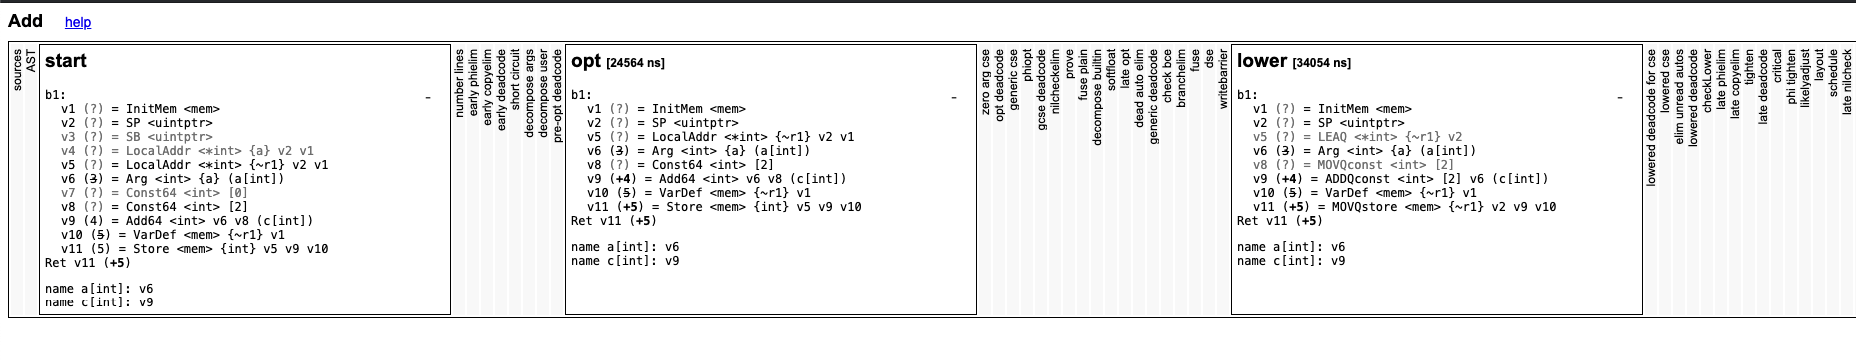 Add help
sources
AST
start
b1:
v1 (?) = InitMem <mem>
v2 (?) = SP <uintptr>
v3 (?) = SB <uintptr>
v4 (?) = LocalAddr <*int> {a} v2 v1
v5 (?) = LocalAddr <*int> {~r1} v2 v1
v6 (3) = Arg <int> {a} (a[int])
v7 (?) = Const64 <int> [0]
v8 (?) = Const64 <int> [2]
v9 (4) = Add64 <int> v6 v8 (c[int])
v10 (5) = VarDef <mem> {~r1} v1
v11 (5) = Store <mem> {int} v5 v9 v10
Ret v11 (+5)
name a[int]: v6
name c[int]: v9
-
number lines
early phielim
early copyelim
early deadcode
short circuit
decompose args
decompose user
pre-opt deadcode
opt [24564 ns]
b1:
v1 (?) = InitMem <mem>
v2 (?) = SP <uintptr>
v5 (?) = LocalAddr <*int> {~r1} v2 v1
v6 (3) = Arg <int> {a} (a[int])
v8 (?) = Const64 <int> [2]
v9 (+4) = Add64 <int> v6 v8 (c[int])
v10 (5) = VarDef <mem> {~r1} v1
v11 (+5) = Store <mem> {int} v5 v9 v10
Ret v11 (+5)
name a[int]: v6
name c[int]: v9
-
zero arg cse
opt deadcode
generic cse
phiopt
gcse deadcode
nilcheckelim
prove
fuse plain
decompose builtin
softfloat
late opt
dead auto elim
generic deadcode
check bce
branchelim
fuse
dse
writebarrier
lower [34054 ns]
b1:
v1 (?) = InitMem <mem>
v2 (?) = SP <uintptr>
v5 (?) = LEAQ <*int> {~r1} v2
v6 (3) = Arg <int> {a} (a[int])
v8 (?) = MOVQconst <int> [2]
v9 (+4) = ADDQconst <int> [2] v6 (c[int])
v10 (5) = VarDef <mem> {~r1} v1
v11 (+5) = MOVQstore <mem> {~r1} v2 v9 v10
Ret v11 (+5)
name a[int]: v6
name c[int]: v9
-
lowered deadcode for cse
lowered cse
elim unread autos
lowered deadcode
checkLower
late phielim
late copyelim
tighten
late deadcode
critical
phi tighten
likelyadjust
layout
schedule
late nilcheck